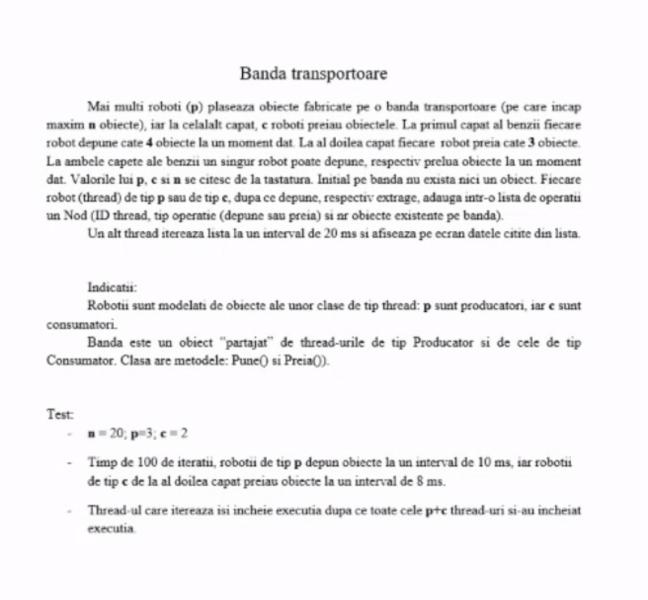 Banda transportoare
Mai multi roboti (p) plaseaza obiecte fabricate pe o banda transportoare (pe care incap
maxim n obiecte), iar la celalalt capat, c roboti preiau obiectele. La primul capat al benzii fiecare
robot depune cate 4 obiecte la un moment dat. La al doilea capat fiecare robot preia cate 3 obiecte.
La ambele capete ale benzii un singur robot poate depune, respectiv prelua obiecte la un moment
dat. Valorile lui p, c si n se citesc de la tastatura. Initial pe banda nu exista nici un obiect. Fiecare
robot (thread) de tip p sau de tip c, dupa ce depune, respectiv extrage, adauga intr-o lista de operatii
un Nod (ID thread, tip operatie (depune sau preia) si nr obiecte existente pe banda).
Un alt thread itereaza lista la un interval de 20 ms si afiseaza pe ecran datele citite din lista.
Indicatii:
Robotii sunt modelati de obiecte ale unor clase de tip thread: p sunt producatori, iar c sunt
consumatori.
Banda este un obiect "partajat" de thread-urile de tip Producator si de cele de tip
Consumator. Clasa are metodele: Pune() si Preia()).
Test:
- n = 20; p=3; c = 2
- Timp de 100 de iteratii, robotii de tip p depun obiecte la un interval de 10 ms, iar robotii
de tip c de la al doilea capat preiau obiecte la un interval de 8 ms.
- Thread-ul care itereaza isi incheie executia dupa ce toate cele p+c thread-uri si-au incheiat
executia.